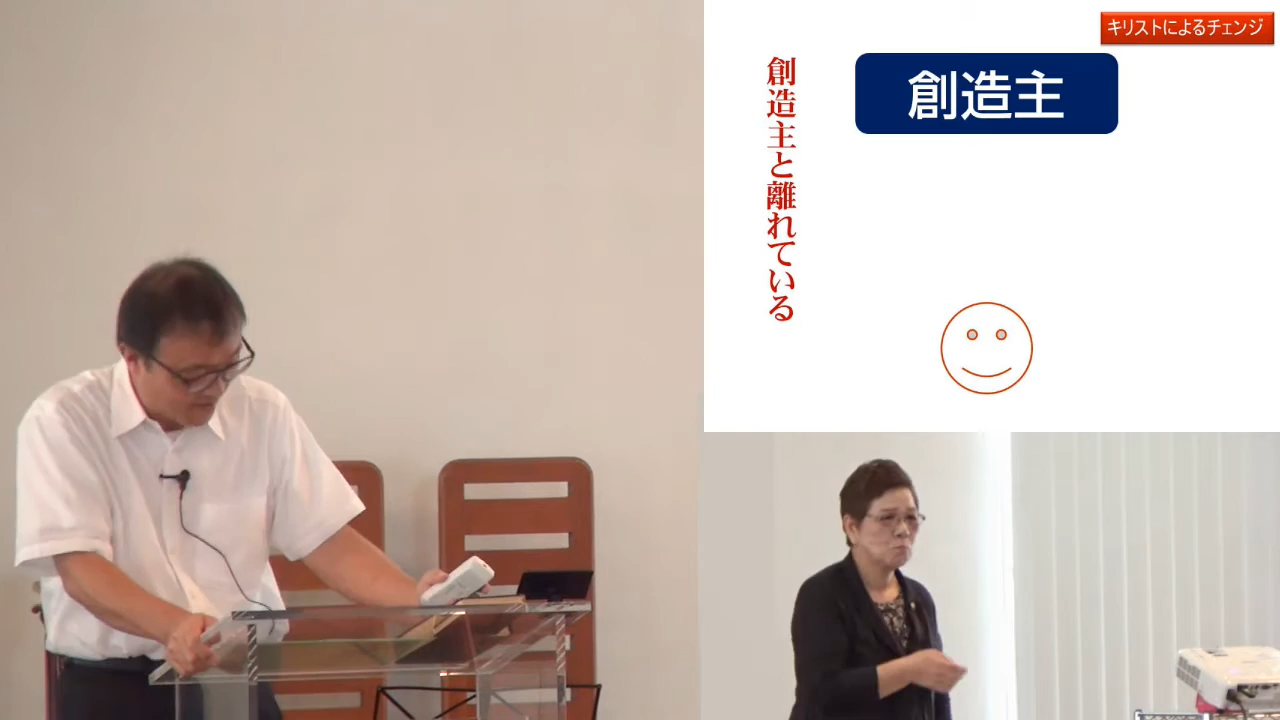 キリストによるチェンジ
創造主
創造主と離れている